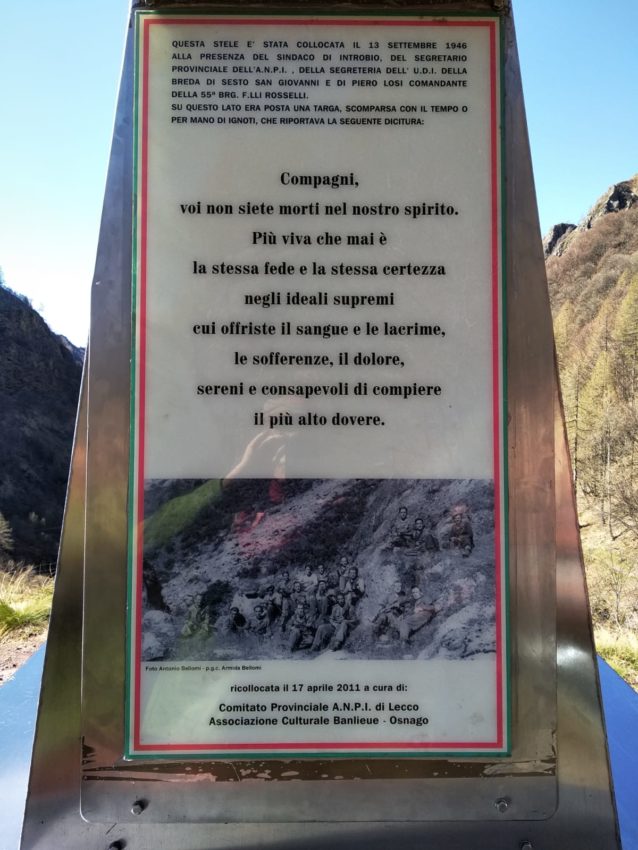 QUESTA STELE E' STATA COLLOCATA IL 13 SETTEMBRE 1946
ALLA PRESENZA DEL SINDACO DI INTROBIO, DEL SEGRETARIO
PROVINCIALE DELL'A.N.P.I. , DELLA SEGRETERIA DELL' U.D.I. DELLA
BREDA DI SESTO SAN GIOVANNI E DI PIERO LOSI COMANDANTE
DELLA 55ª BRG. F.LLI ROSSELLI.
SU QUESTO LATO ERA POSTA UNA TARGA, SCOMPARSA CON IL TEMPO O
PER MANO DI IGNOTI, CHE RIPORTAVA LA SEGUENTE DICITURA:
Compagni,
voi non siete morti nel nostro spirito.
Più viva che mai è
la stessa fede e la stessa certezza
negli ideali supremi
cui offriste il sangue e le lacrime,
le sofferenze, il dolore,
sereni e consapevoli di compiere
il più alto dovere.
Foto Antonio Bellomi - p.g.c. Armida Bellomi
ricollocata il 17 aprile 2011 a cura di:
Comitato Provinciale A.N.P.I. di Lecco
Associazione Culturale Banlieue - Osnago